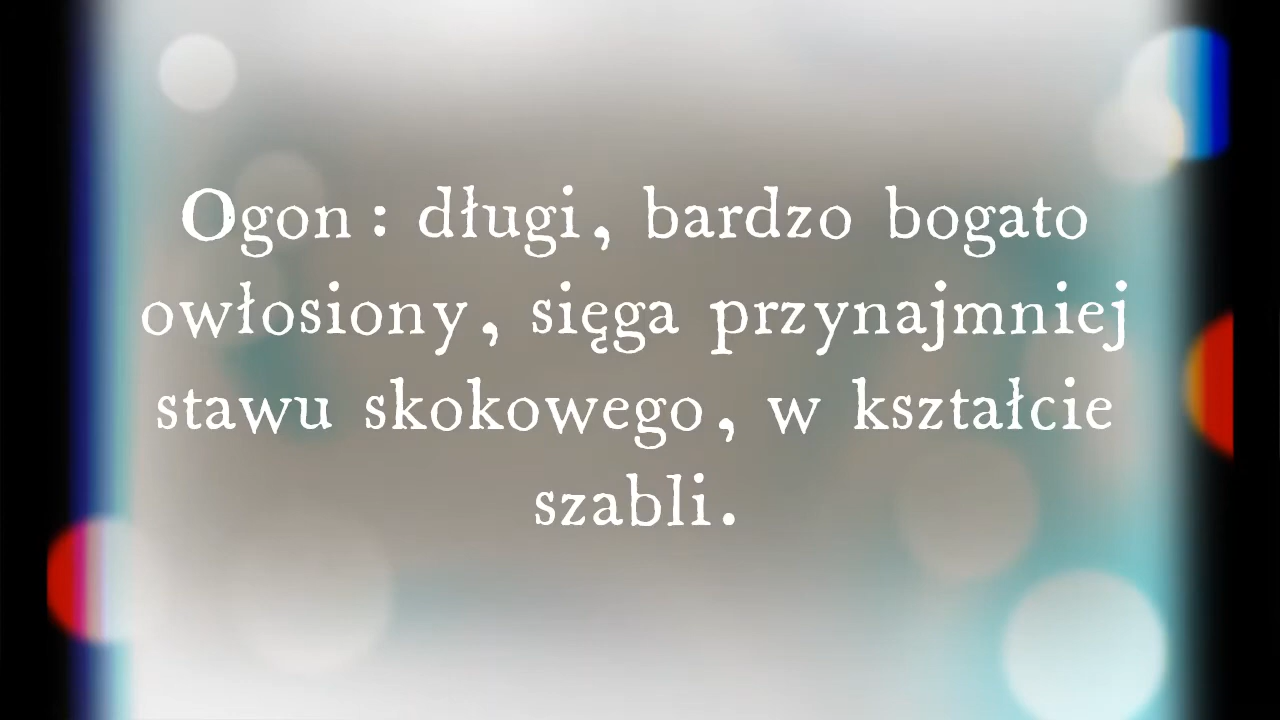 Ogon: długi, bardzo bogato
owłosiony, sięga przynajmniej
stawu skokowego, w kształcie
szabli.